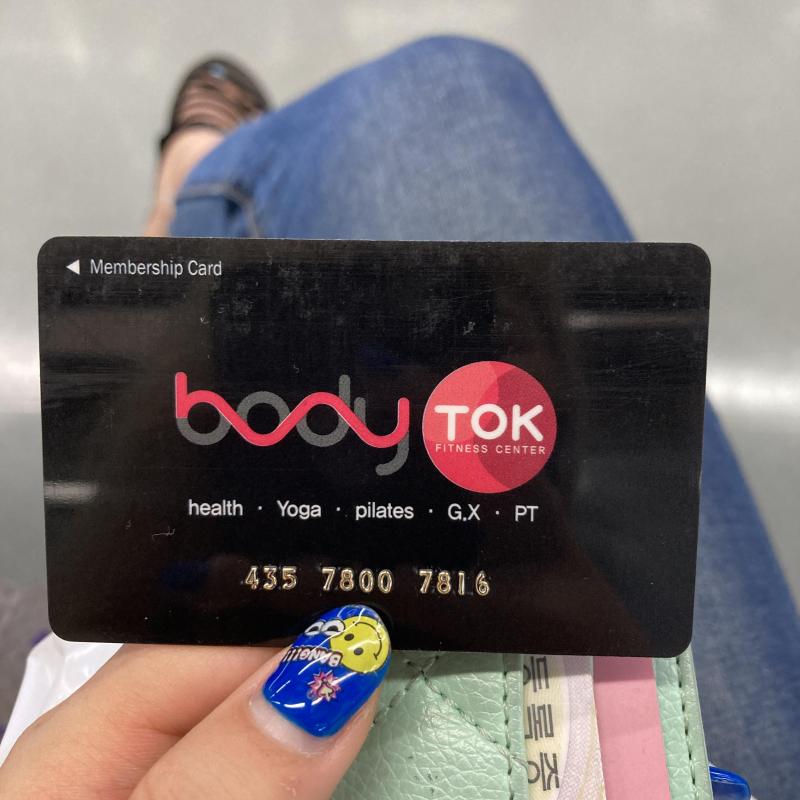 ◀ Membership Card
body TOK
FITNESS CENTER
health · Yoga · pilates · G.X · PT
435 7800 7816
BANG!!